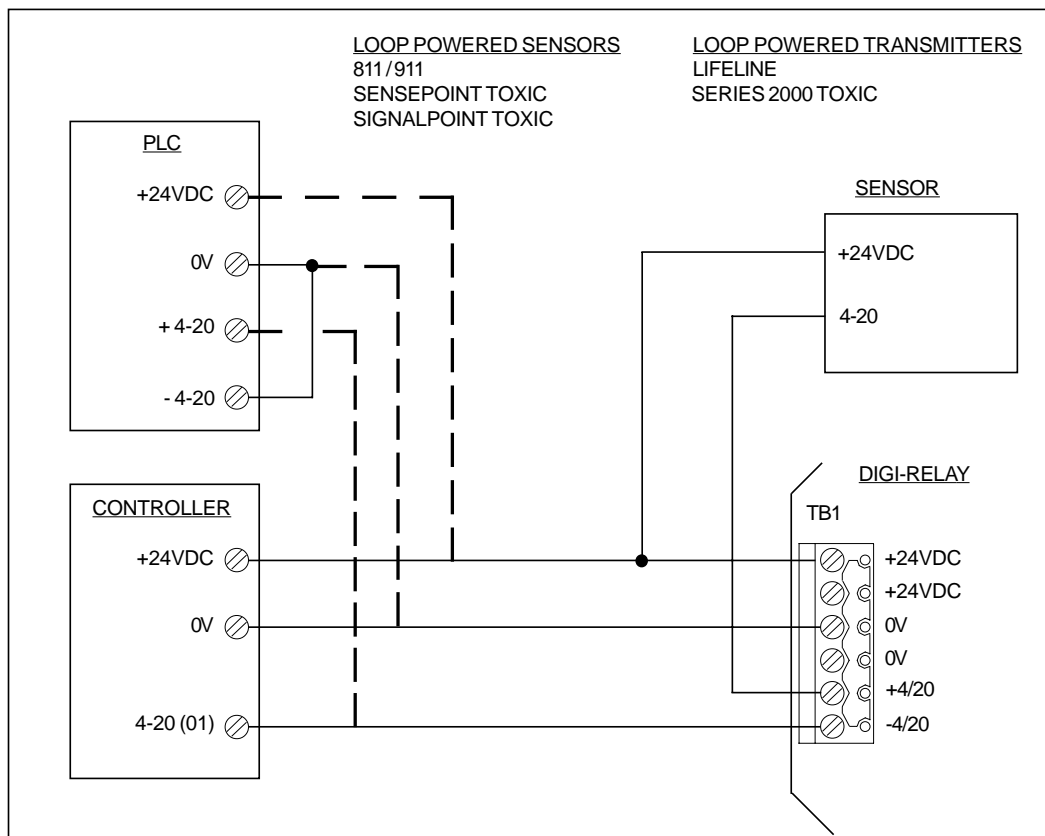 LOOP POWERED SENSORS
811/911
SENSEPOINT TOXIC
SIGNALPOINT TOXIC
LOOP POWERED TRANSMITTERS
LIFELINE
SERIES 2000 TOXIC
PLC
+24VDC
0V
+ 4-20
- 4-20
SENSOR
+24VDC
4-20
CONTROLLER
+24VDC
0V
4-20 (01)
DIGI-RELAY
TB1
+24VDC
+24VDC
0V
0V
+4/20
-4/20